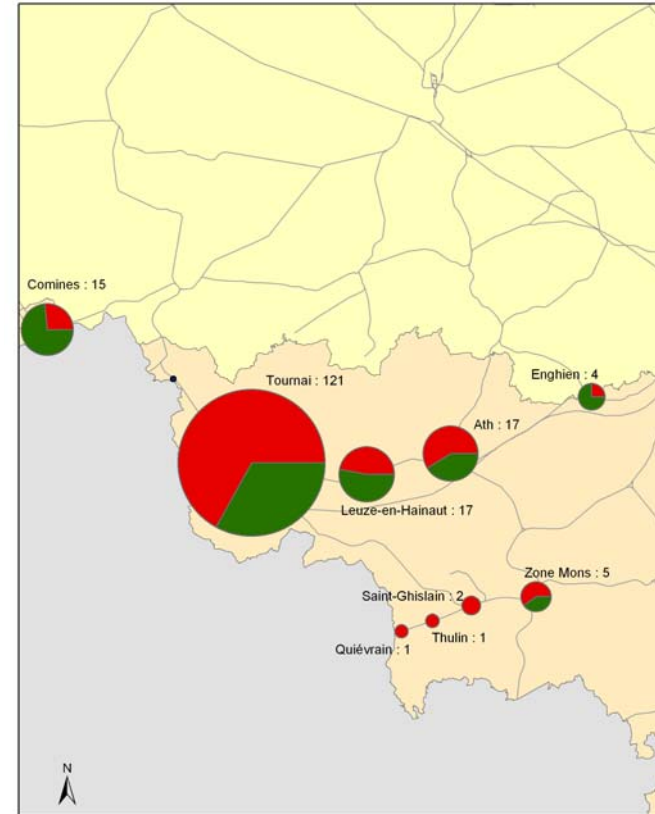 Comines : 15
Tournai : 121
Enghien : 4
Ath : 17
Leuze-en-Hainaut : 17
Zone Mons : 5
Saint-Ghislain : 2
Thulin : 1
Quiévrain : 1
N